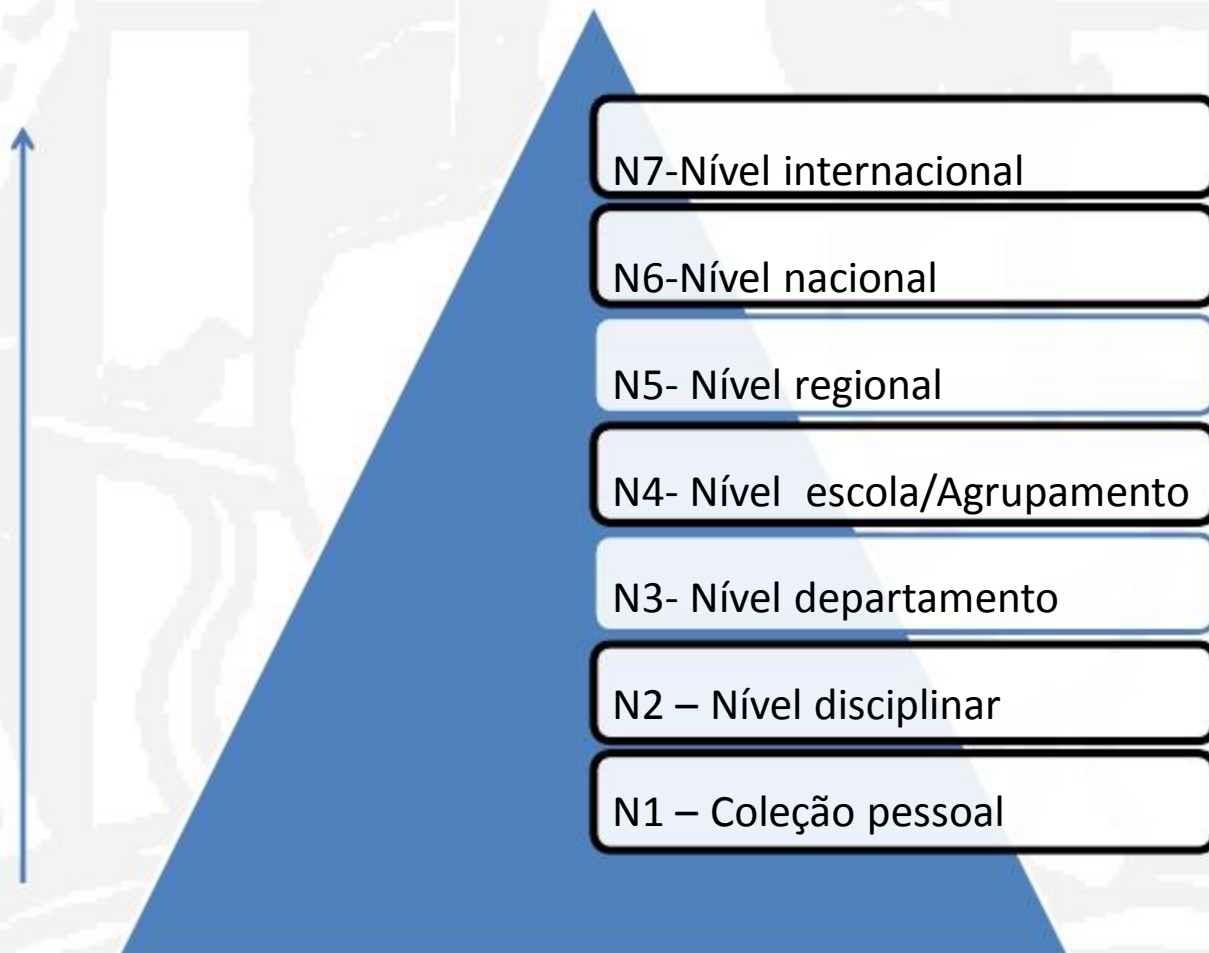 N7-Nível internacional
N6-Nível nacional
N5- Nível regional
N4- Nível  escola/Agrupamento
N3- Nível departamento
N2 – Nível disciplinar
N1 – Coleção pessoal